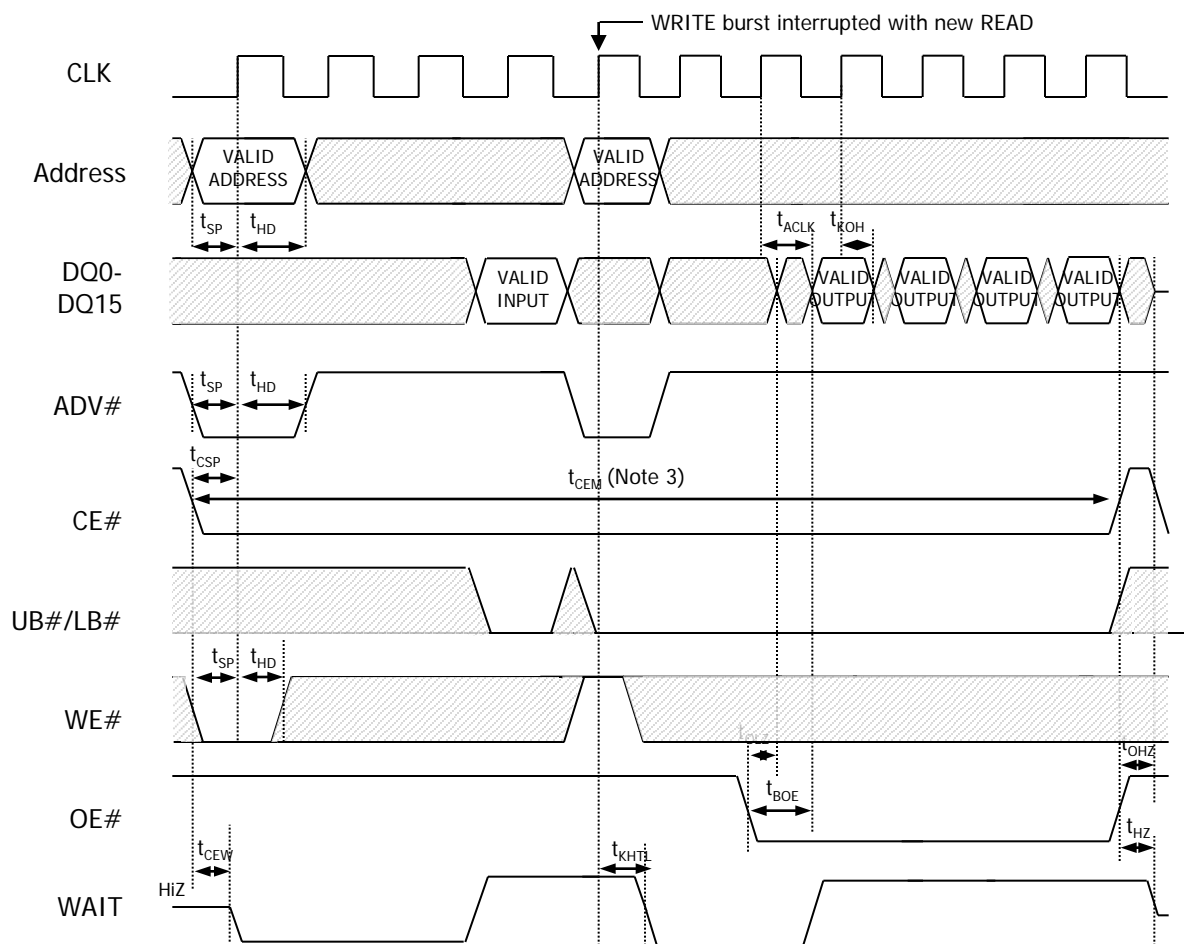 WRITE burst interrupted with new READ
CLK
Address
VALID
ADDRESS
VALID
ADDRESS
tSP
tHD
tACLK
tKOH
DQ0-
DQ15
VALID
INPUT
VALID
OUTPUT
VALID
OUTPUT
VALID
OUTPUT
VALID
OUTPUT
ADV#
tSP
tHD
tCSP
tCEM (Note 3)
CE#
UB#/LB#
tSP
tHD
WE#
tOLZ
tOHZ
OE#
tBOE
tCEW
tKHTL
tHZ
HiZ
WAIT